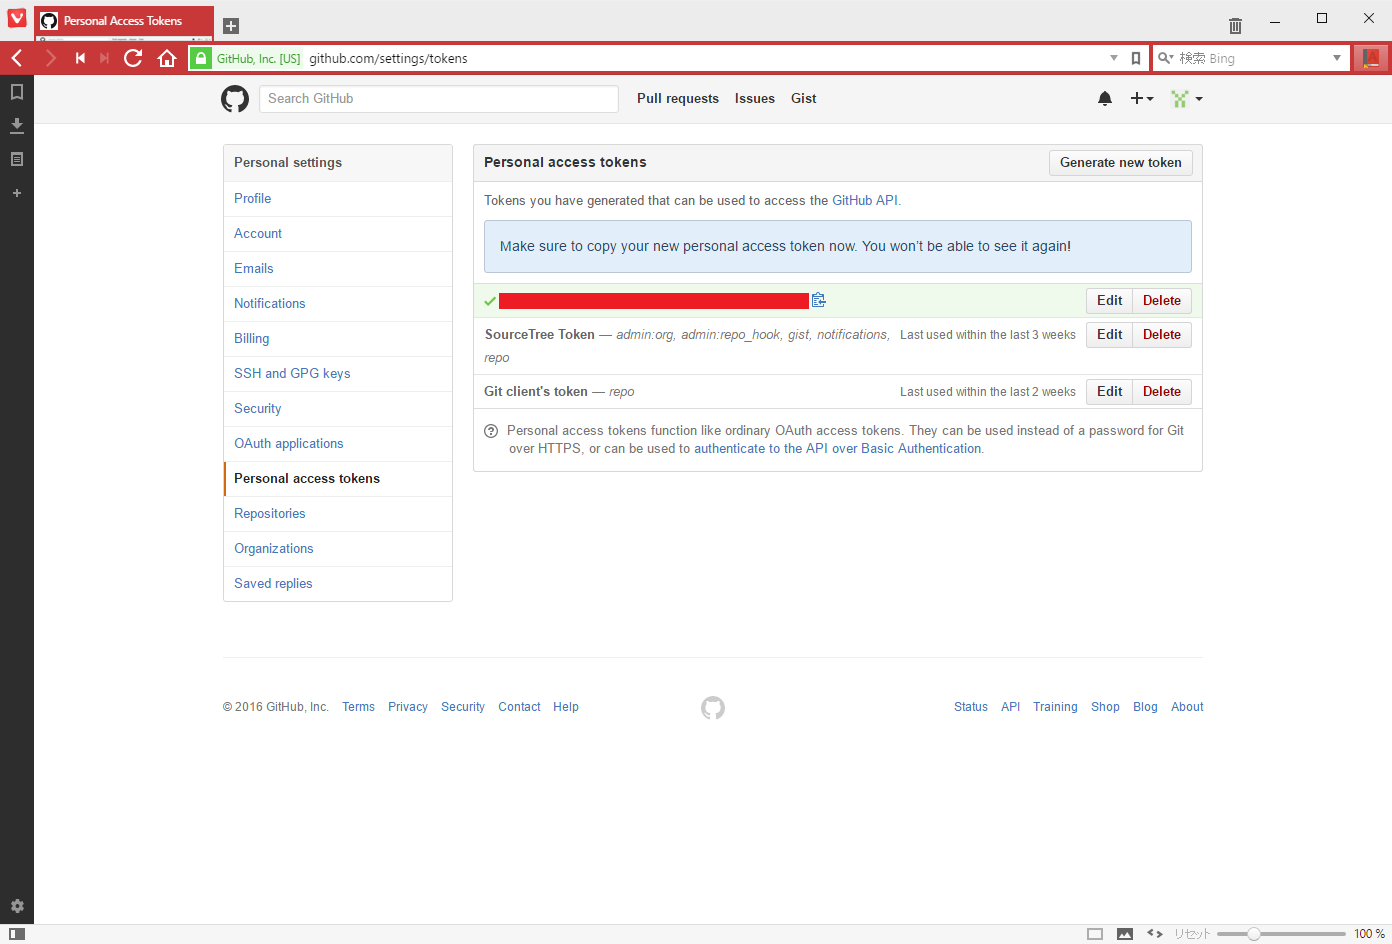 Personal Access Tokens
GitHub, Inc. [US] github.com/settings/tokens
検索 Bing
Search GitHub
Pull requests Issues Gist
Personal settings
Profile
Account
Emails
Notifications
Billing
SSH and GPG keys
Security
OAuth applications
Personal access tokens
Repositories
Organizations
Saved replies
Personal access tokens
Generate new token
Tokens you have generated that can be used to access the GitHub API.
Make sure to copy your new personal access token now. You won't be able to see it again!
Edit Delete
SourceTree Token — admin:org, admin:repo_hook, gist, notifications, Last used within the last 3 weeks Edit Delete
repo
Git client's token — repo Last used within the last 2 weeks Edit Delete
Personal access tokens function like ordinary OAuth access tokens. They can be used instead of a password for Git
over HTTPS, or can be used to authenticate to the API over Basic Authentication.
© 2016 GitHub, Inc. Terms Privacy Security Contact Help
Status API Training Shop Blog About
リセット 100 %